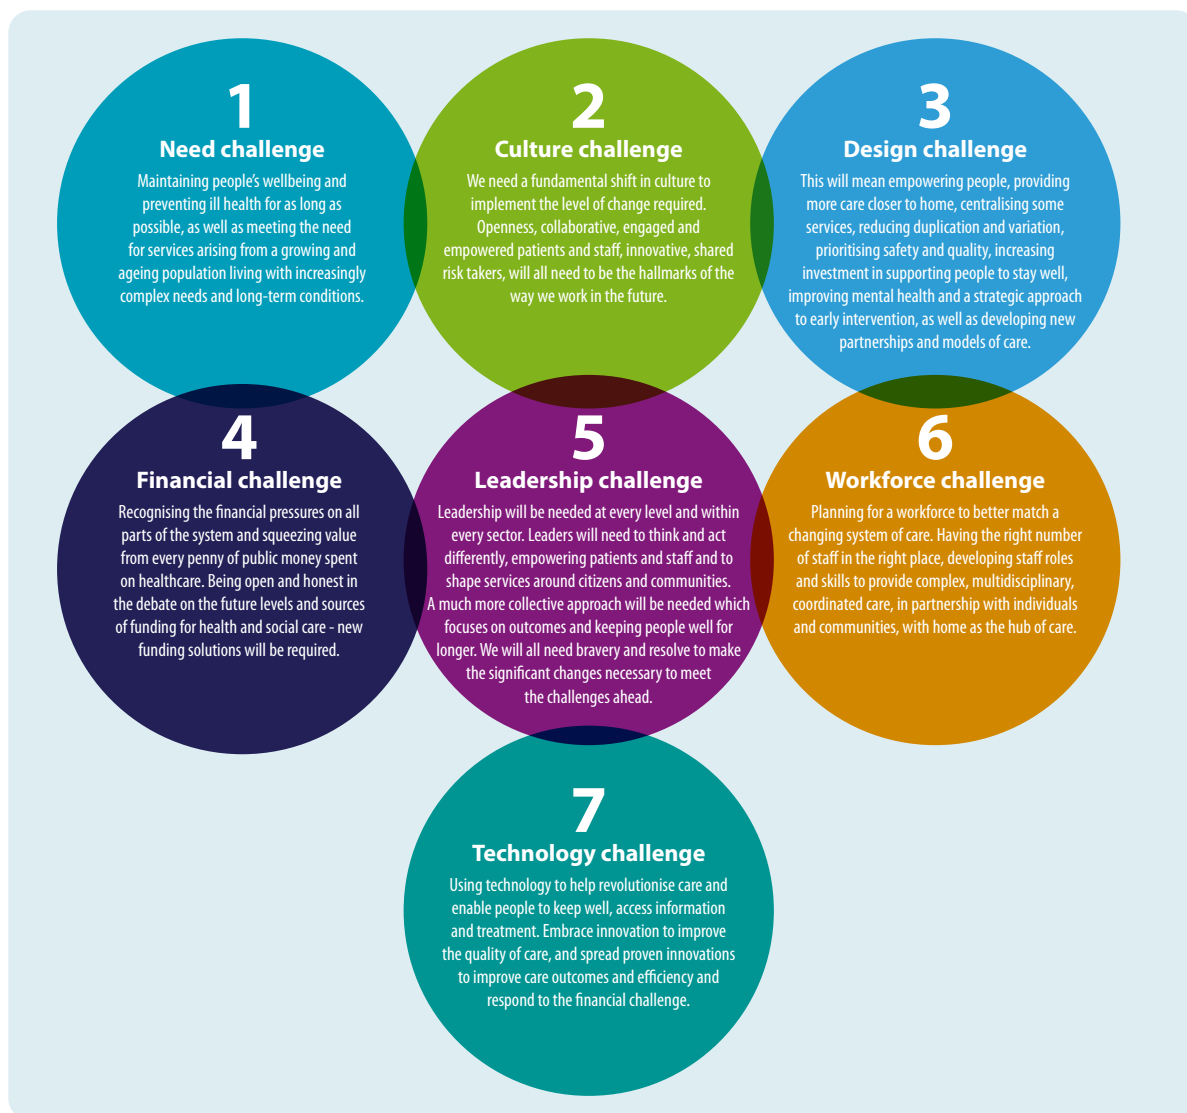 1
Need challenge
Maintaining people's wellbeing and
preventing ill health for as long as
possible, as well as meeting the need
for services arising from a growing and
ageing population living with increasingly
complex needs and long-term conditions.
2
Culture challenge
We need a fundamental shift in culture to
implement the level of change required.
Openness, collaborative, engaged and
empowered patients and staff, innovative, shared
risk takers, will all need to be the hallmarks of the
way we work in the future.
3
Design challenge
This will mean empowering people, providing
more care closer to home, centralising some
services, reducing duplication and variation,
prioritising safety and quality, increasing
investment in supporting people to stay well,
improving mental health and a strategic approach
to early intervention, as well as developing new
partnerships and models of care.
4
Financial challenge
Recognising the financial pressures on all
parts of the system and squeezing value
from every penny of public money spent
on healthcare. Being open and honest in
the debate on the future levels and sources
of funding for health and social care - new
funding solutions will be required.
5
Leadership challenge
Leadership will be needed at every level and within
every sector. Leaders will need to think and act
differently, empowering patients and staff and to
shape services around citizens and communities.
A much more collective approach will be needed which
focuses on outcomes and keeping people well for
longer. We will all need bravery and resolve to make
the significant changes necessary to meet
the challenges ahead.
6
Workforce challenge
Planning for a workforce to better match a
changing system of care. Having the right number
of staff in the right place, developing staff roles
and skills to provide complex, multidisciplinary,
coordinated care, in partnership with individuals
and communities, with home as the hub of care.
7
Technology challenge
Using technology to help revolutionise care and
enable people to keep well, access information
and treatment. Embrace innovation to improve
the quality of care, and spread proven innovations
to improve care outcomes and efficiency and
respond to the financial challenge.